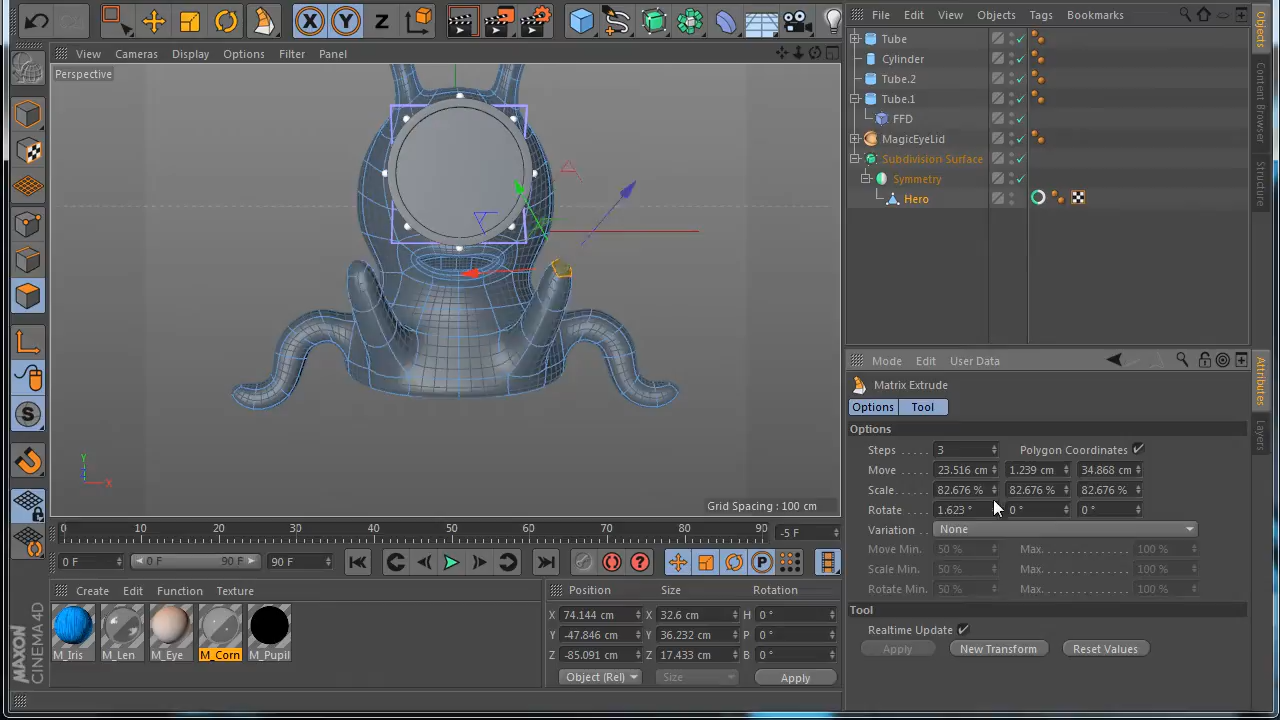 X Y Z
File Edit View Objects Tags Bookmarks
View Cameras Display Options Filter Panel
Perspective
Tube
Cylinder
Tube.2
Tube.1
FFD
MagicEyeLid
Subdivision Surface
Symmetry
Hero
Objects
Content Browser
Structure
Y
Z X
Grid Spacing : 100 cm
Mode Edit User Data
Matrix Extrude
Options Tool
Options
Steps . . . . . 3 Polygon Coordinates
Move . . . . . 23.516 cm 1.239 cm 34.868 cm
Scale . . . . . 82.676 % 82.676 % 82.676 %
Rotate . . . . 1.623 ° 0 ° 0 °
Variation . . None
Move Min. 50 % Max. . . . . . . . . . . . . . 100 %
Scale Min. 50 % Max. . . . . . . . . . . . . . 100 %
Rotate Min. 50 % Max. . . . . . . . . . . . . . 100 %
Tool
Realtime Update
Apply New Transform Reset Values
Attributes
Layers
0 10 20 30 40 50 60 70 80 90 -5 F
0 F 0 F 90 F 90 F
Create Edit Function Texture
M_Iris M_Len M_Eye M_Corn M_Pupil
Position Size Rotation
X 74.144 cm X 32.6 cm H 0 °
Y -47.846 cm Y 36.232 cm P 0 °
Z -85.091 cm Z 17.433 cm B 0 °
Object (Rel) Size Apply
MAXON
CINEMA 4D